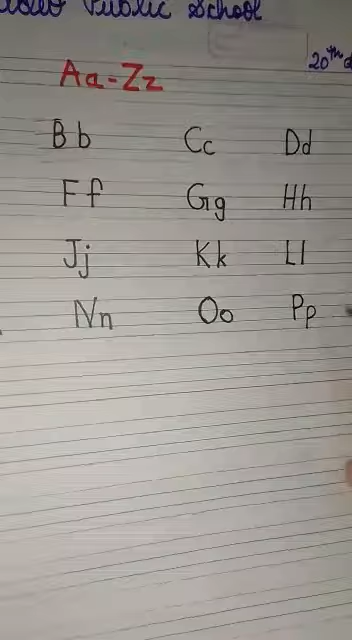 Public School
20th
Aa-Zz
Bb Cc Dd
Ff Gg Hh
Jj Kk Ll
Nn Oo Pp